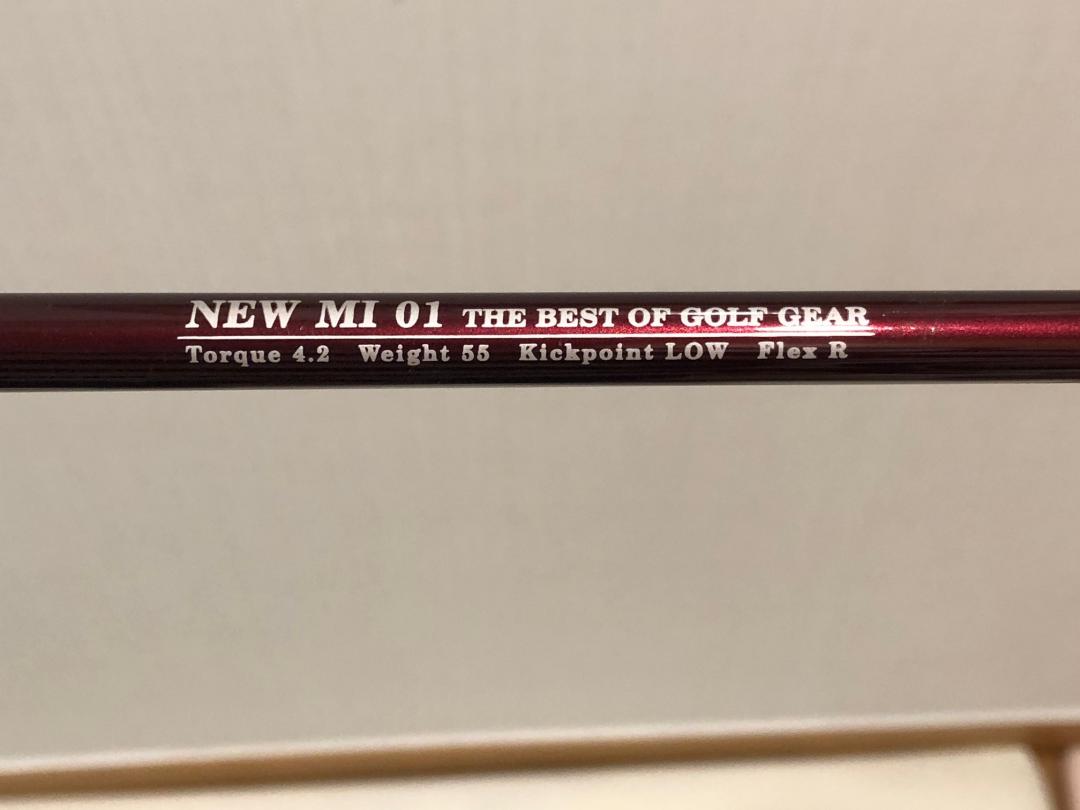 NEW MI 01 THE BEST OF GOLF GEAR
Torque 4.2 Weight 55 Kickpoint LOW Flex R